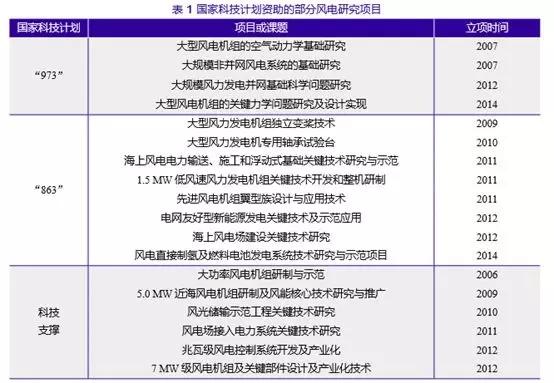 表 1 国家科技计划资助的部分风电研究项目
国家科技计划 项目或课题 立项时间
大型风电机组的空气动力学基础研究 2007
大规模非并网风电系统的基础研究 2007
“973”
大规模风力发电并网基础科学问题研究 2012
大型风电机组的关键力学问题研究及设计实现 2014
大型风力发电机组独立变桨技术 2009
大型风力发电机专用轴承试验台 2010
海上风电电力输送、施工和浮动式基础关键技术研究与示范 2011
1.5 MW 低风速风力发电机组关键技术开发和整机研制 2011
“863”
先进风电机组翼型族设计与应用技术 2011
电网友好型新能源发电关键技术及示范应用 2012
海上风电场建设关键技术研究 2012
风电直接制氢及燃料电池发电系统技术研究与示范项目 2014
大功率风电机组研制与示范 2006
5.0 MW 近海风电机组研制及风能核心技术研究与推广 2009
科技 风光储输示范工程关键技术研究 2010
支撑 风电场接入电力系统关键技术研究 2011
兆瓦级风电控制系统开发及产业化 2012
7 MW 级风电机组及关键部件设计及产业化技术 2012